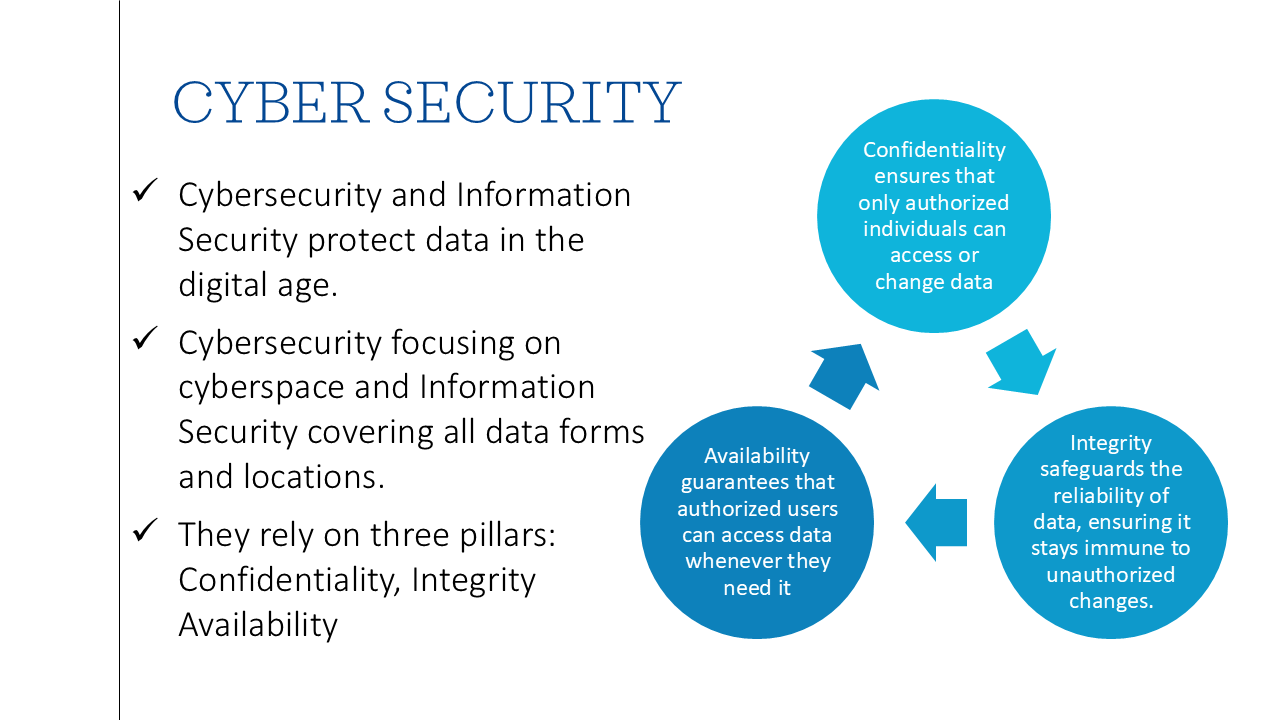 CYBER SECURITY
✓ Cybersecurity and Information
Security protect data in the
digital age.
✓ Cybersecurity focusing on
cyberspace and Information
Security covering all data forms
and locations.
✓ They rely on three pillars:
Confidentiality, Integrity
Availability
Confidentiality
ensures that
only authorized
individuals can
access or
change data
Integrity
safeguards the
reliability of
data, ensuring it
stays immune to
unauthorized
changes.
Availability
guarantees that
authorized users
can access data
whenever they
need it